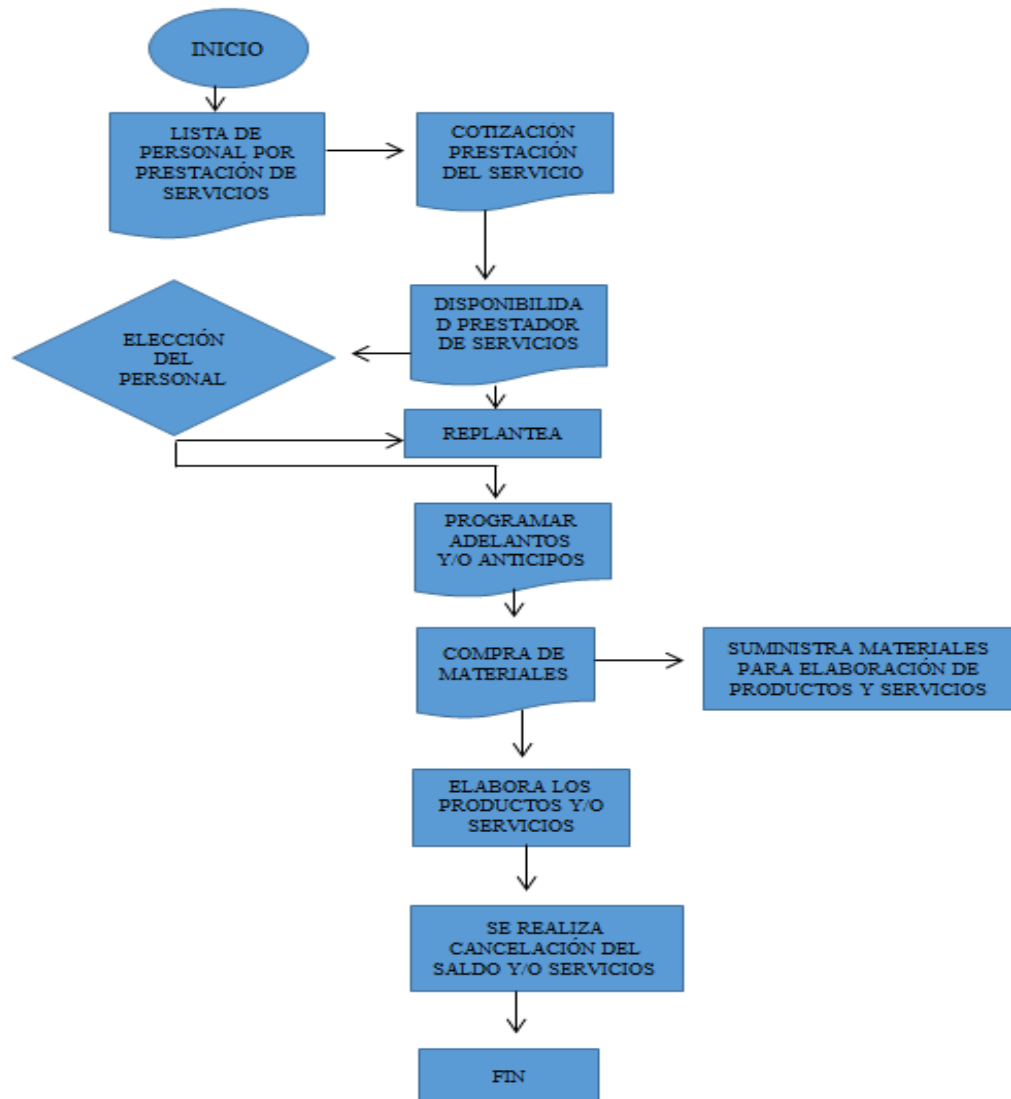 INICIO
LISTA DE
PERSONAL POR
PRESTACIÓN DE
SERVICIOS
COTIZACIÓN
PRESTACIÓN
DEL SERVICIO
DISPONIBILIDA
D PRESTADOR
DE SERVICIOS
ELECCIÓN
DEL
PERSONAL
REPLANTEA
PROGRAMAR
ADELANTOS
Y/O ANTICIPOS
COMPRA DE
MATERIALES
SUMINISTRA MATERIALES
PARA ELABORACIÓN DE
PRODUCTOS Y SERVICIOS
ELABORA LOS
PRODUCTOS Y/O
SERVICIOS
SE REALIZA
CANCELACIÓN DEL
SALDO Y/O SERVICIOS
FIN